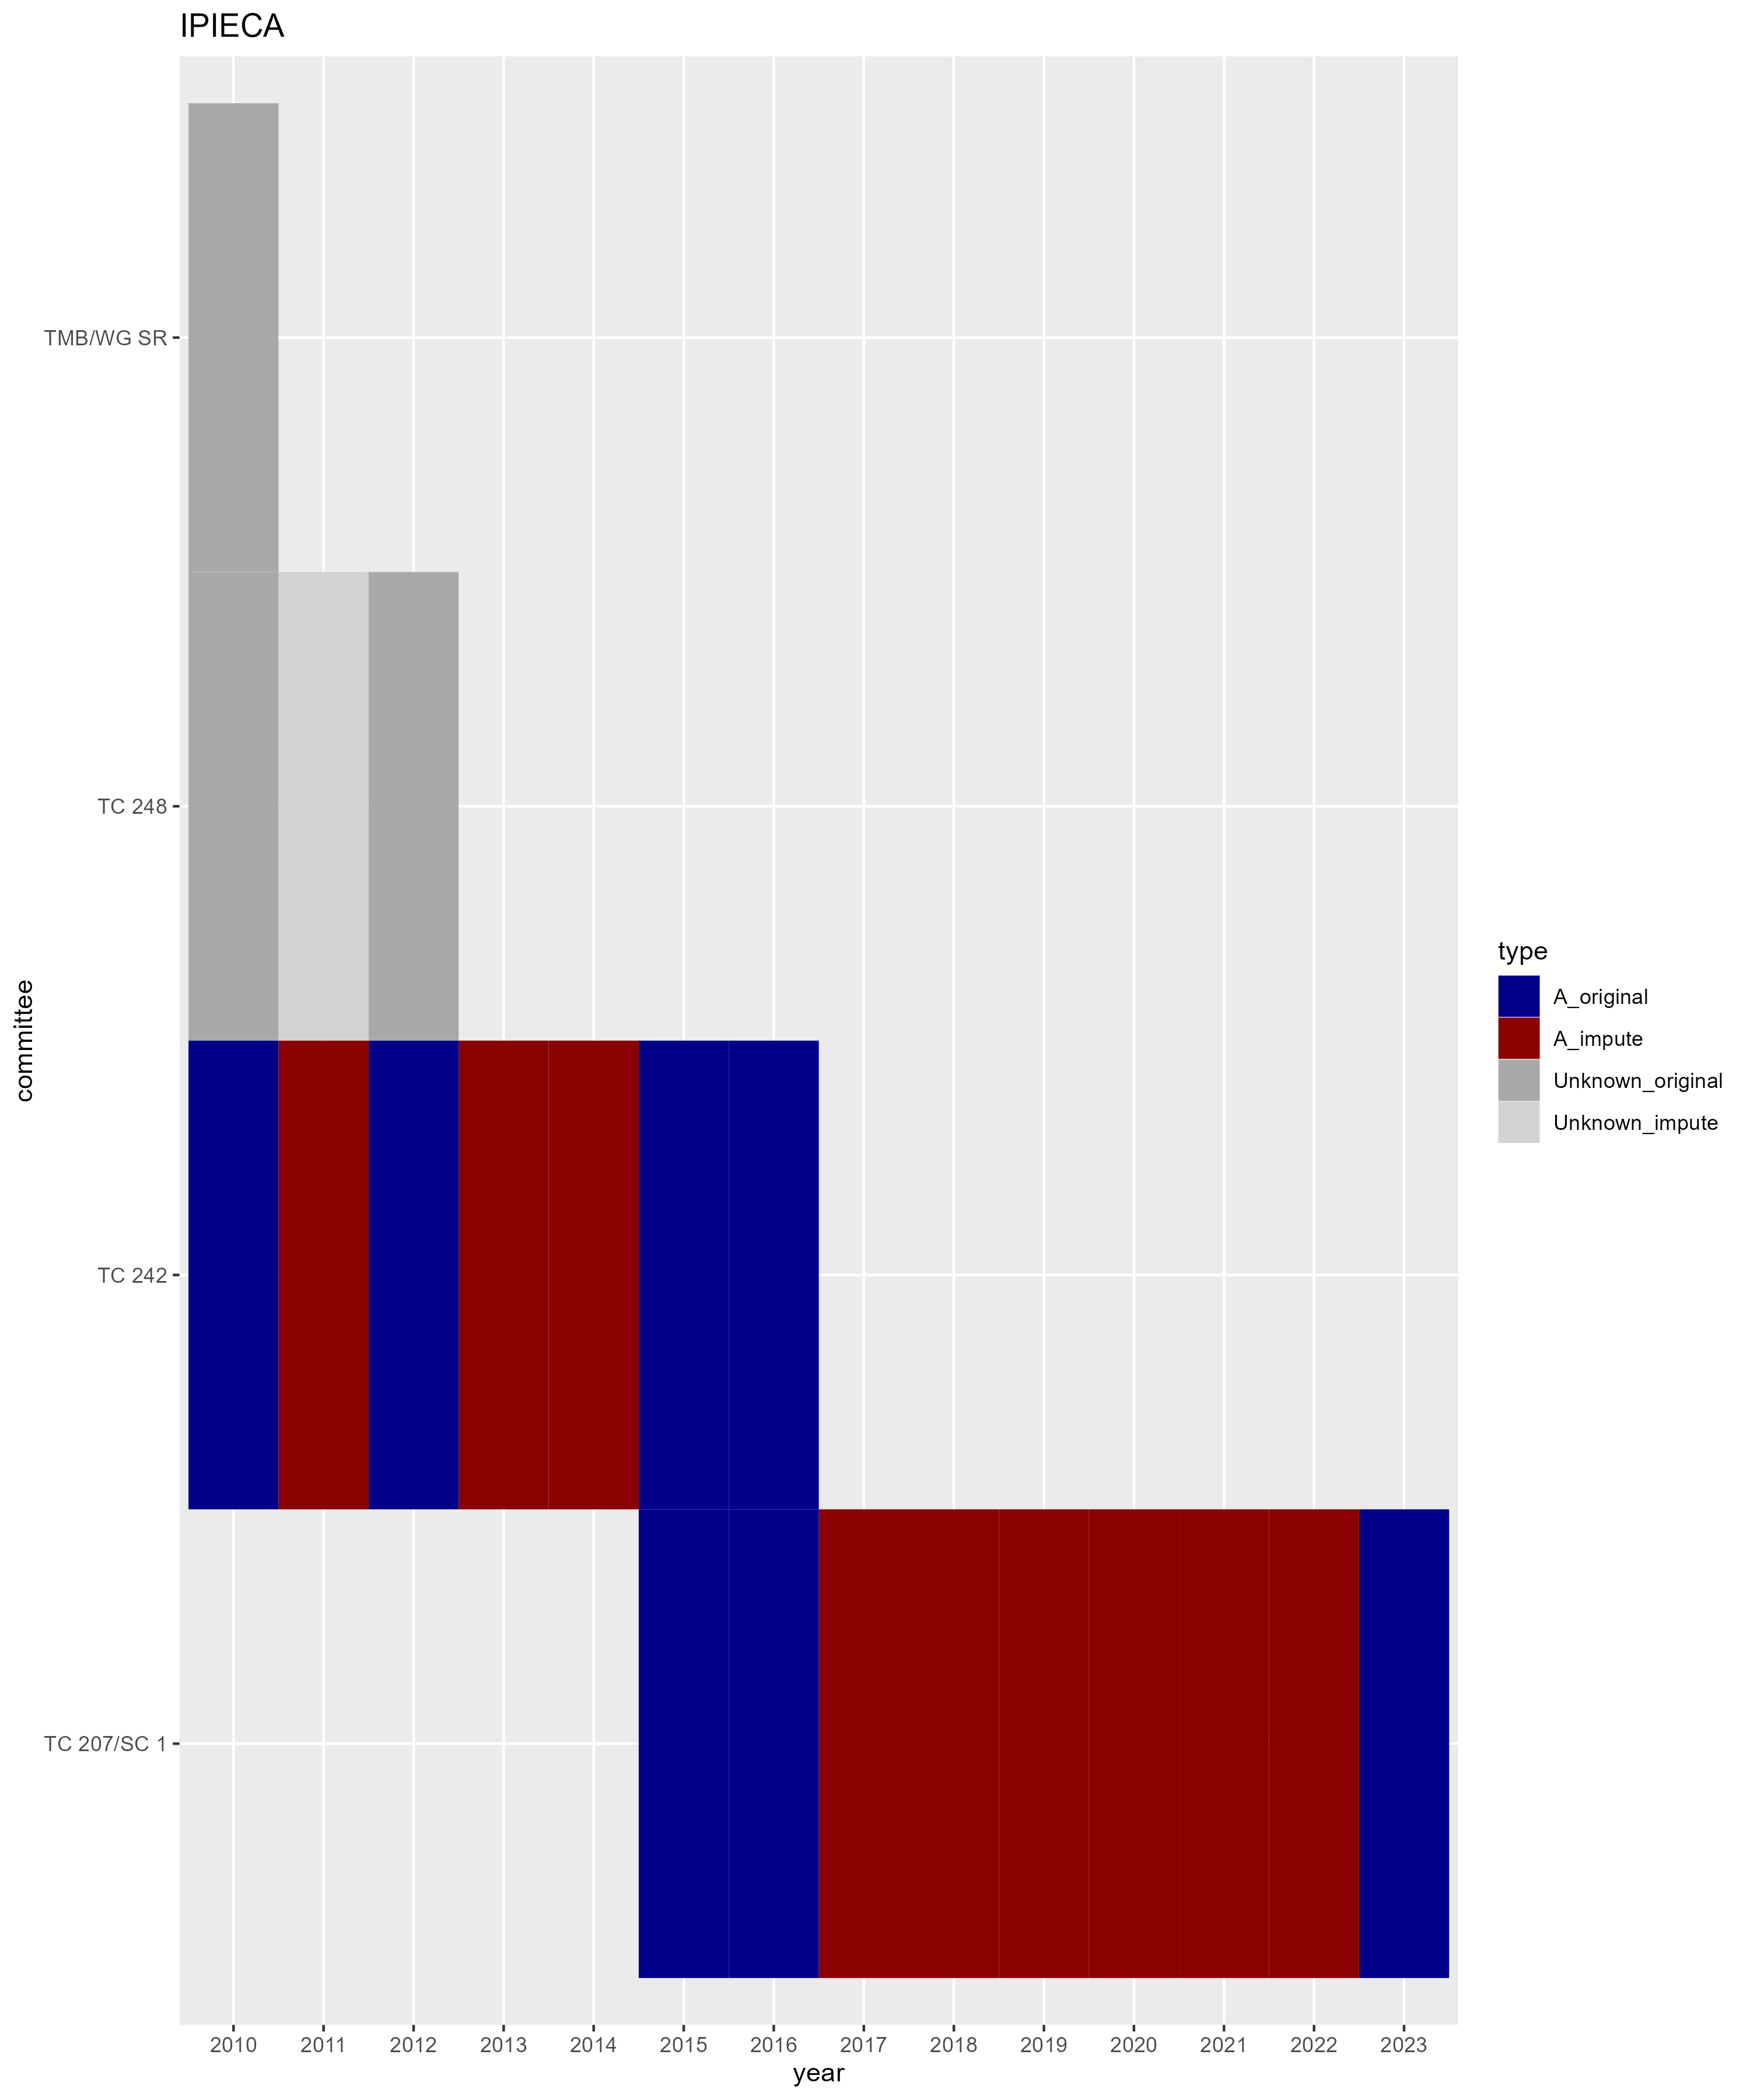 IPIECA
TMB/WG SR
TC 248
TC 242
TC 207/SC 1
committee
2010 2011 2012 2013 2014 2015 2016 2017 2018 2019 2020 2021 2022 2023
year
type
A_original
A_impute
Unknown_original
Unknown_impute